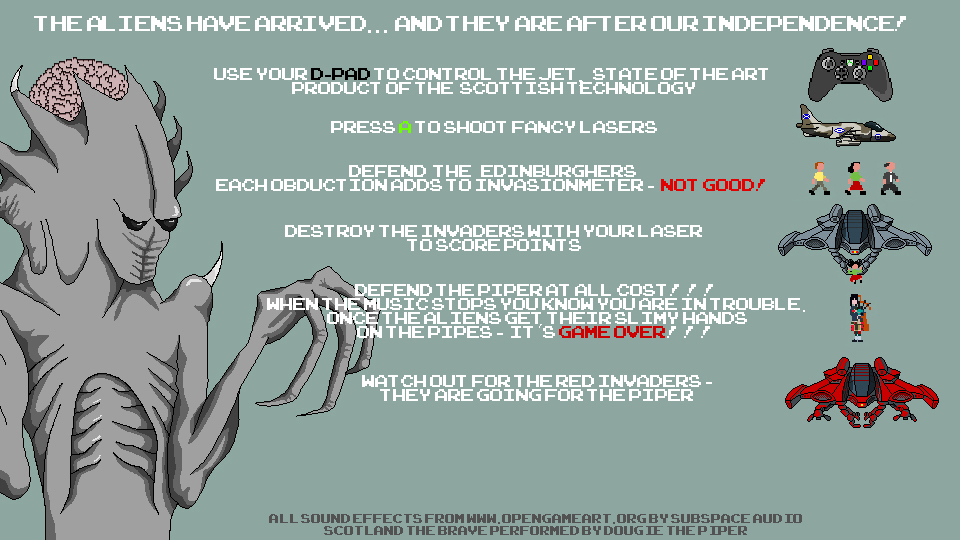 THE ALIENS HAVE ARRIVED... AND THEY ARE AFTER OUR INDEPENDENCE!
USE YOUR D-PAD TO CONTROL THE JET, STATE OF THE ART
PRODUCT OF THE SCOTTISH TECHNOLOGY
PRESS A TO SHOOT FANCY LASERS
DEFEND THE EDINBURGHERS
EACH OBDUCTION ADDS TO INVASIONMETER - NOT GOOD!
DESTROY THE INVADERS WITH YOUR LASER
TO SCORE POINTS
DEFEND THE PIPER AT ALL COST!!!
WHEN THE MUSIC STOPS YOU KNOW YOU ARE IN TROUBLE.
ONCE THE ALIENS GET THEIR SLIMY HANDS
ON THE PIPES - IT'S GAME OVER!!!
WATCH OUT FOR THE RED INVADERS -
THEY ARE GOING FOR THE PIPER
ALL SOUND EFFECTS FROM WWW.OPENGAMEART.ORG BY SUBSPACE AUDIO
SCOTLAND THE BRAVE PERFORMED BY DOUGIE THE PIPER